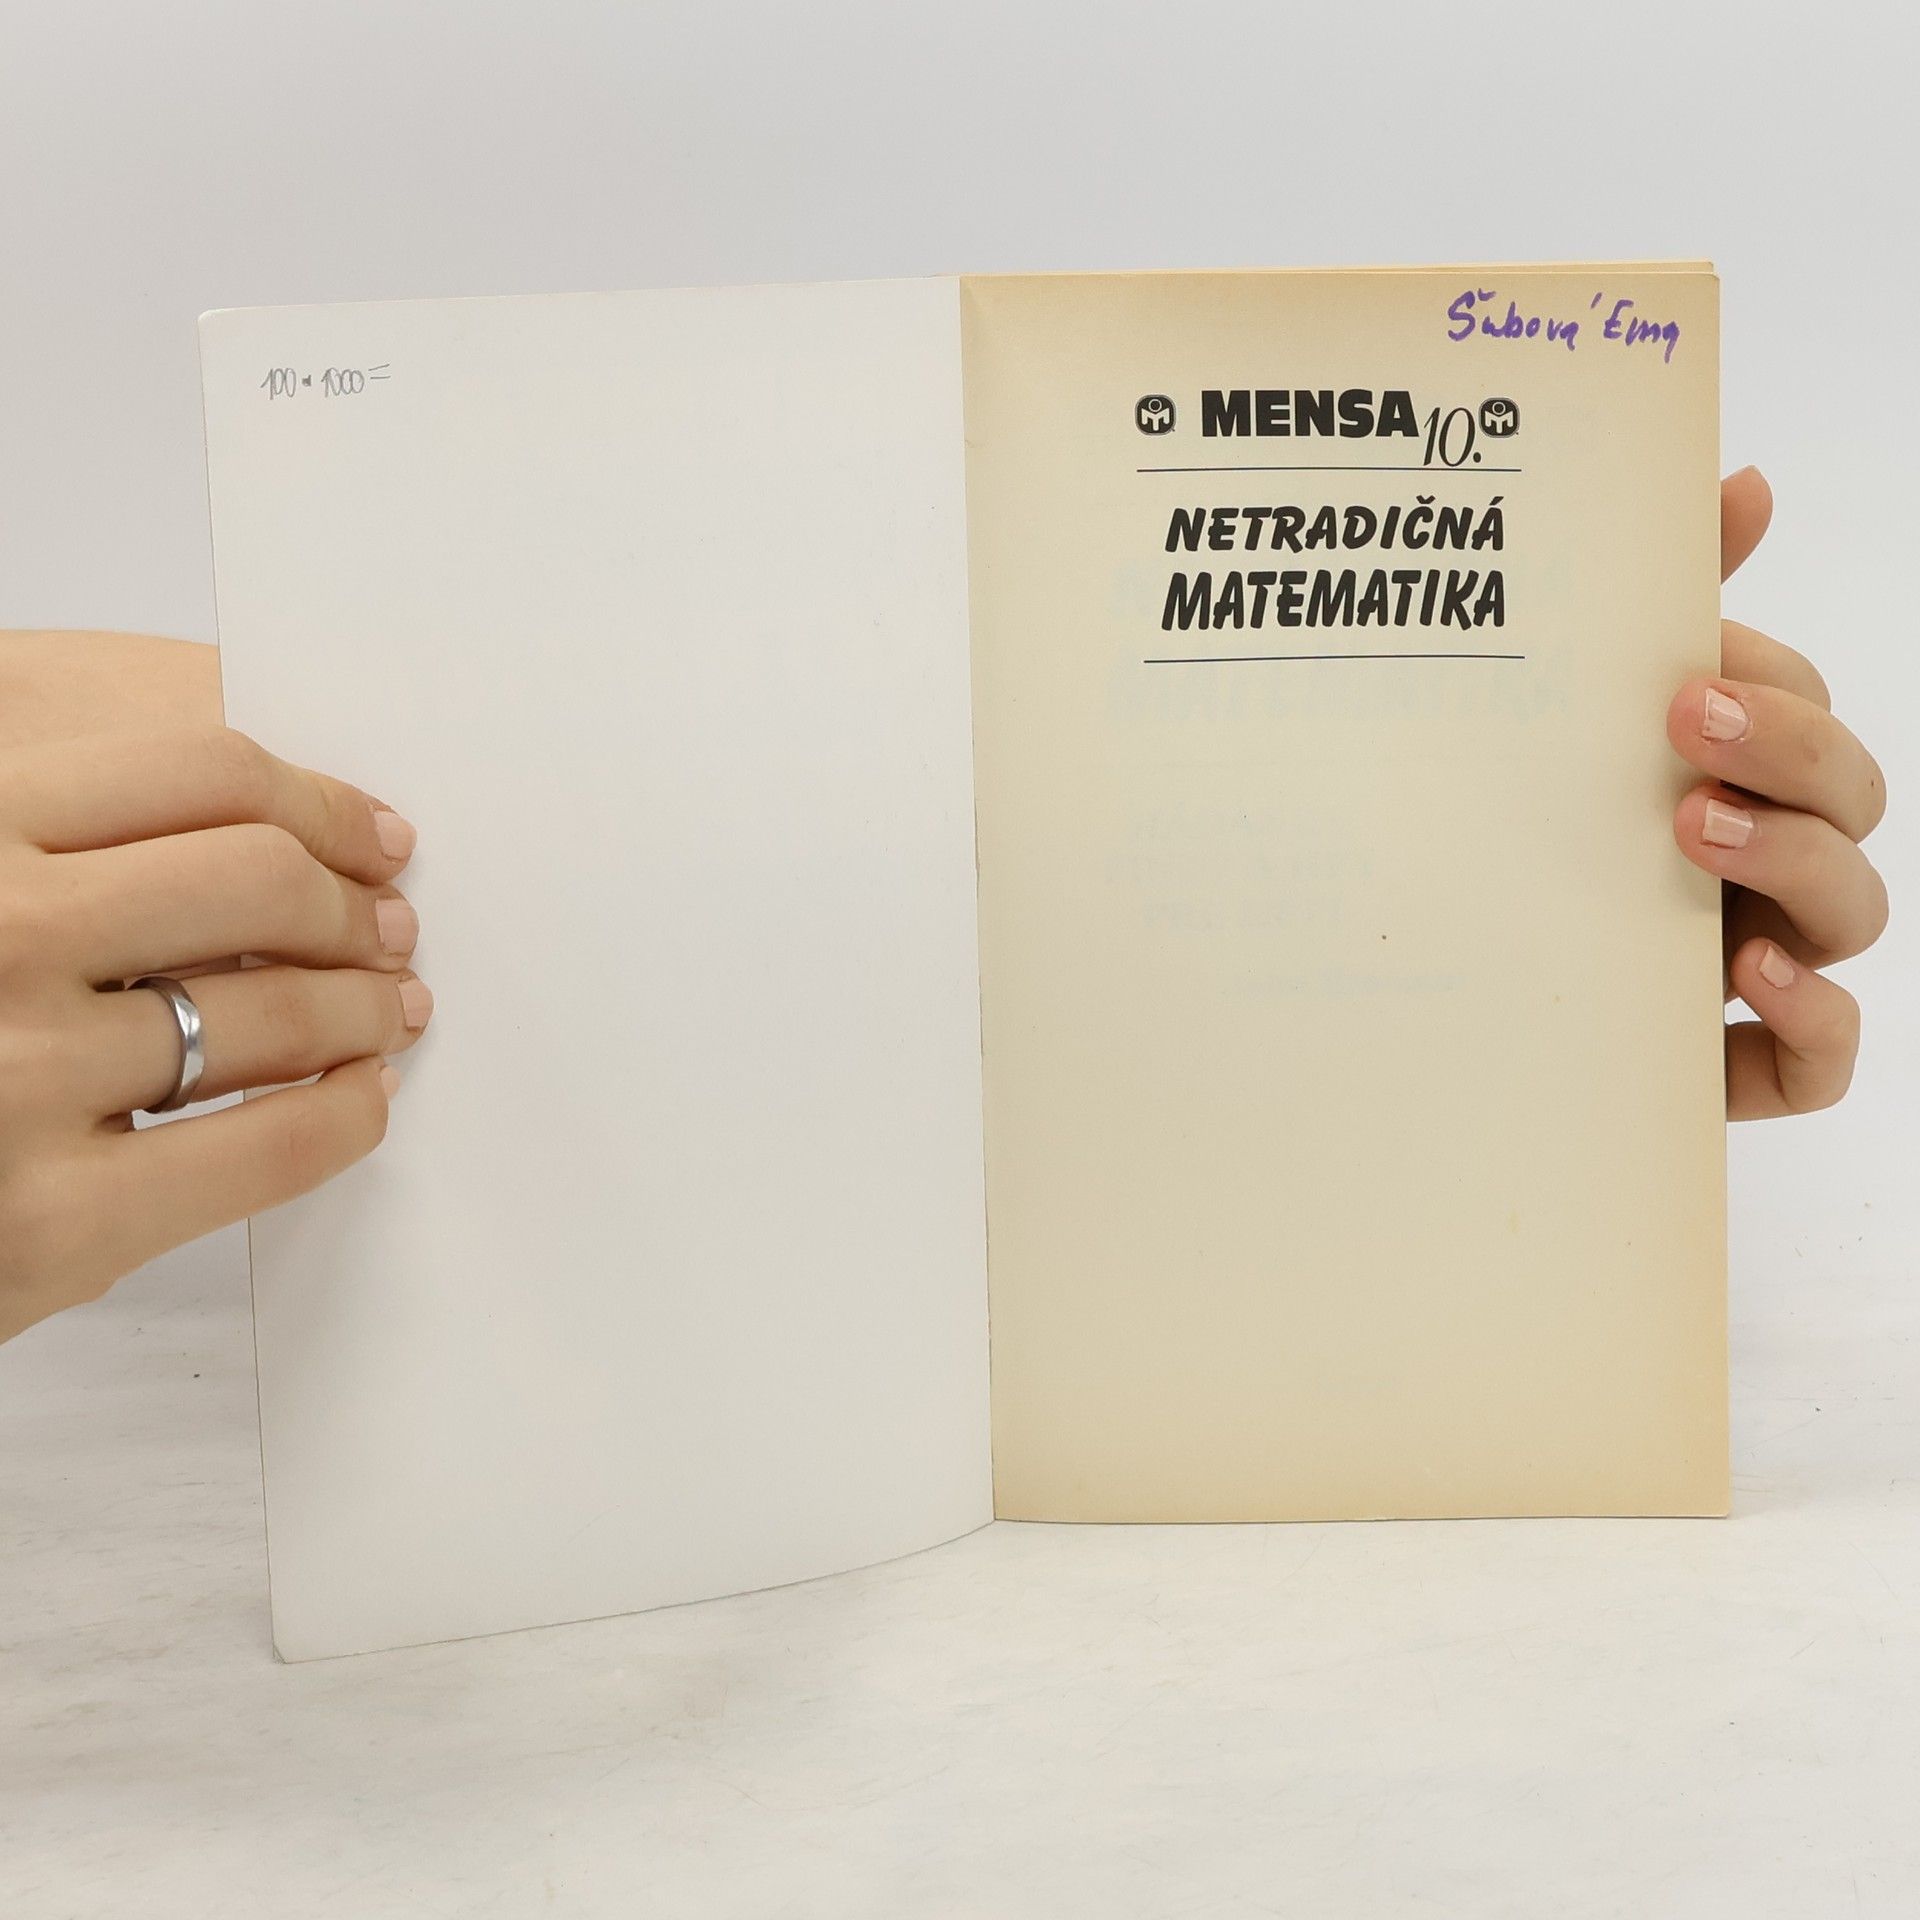 100 • 1000 =
Šubová Ema
MENSA 10.
NETRADIČNÁ
MATEMATIKA